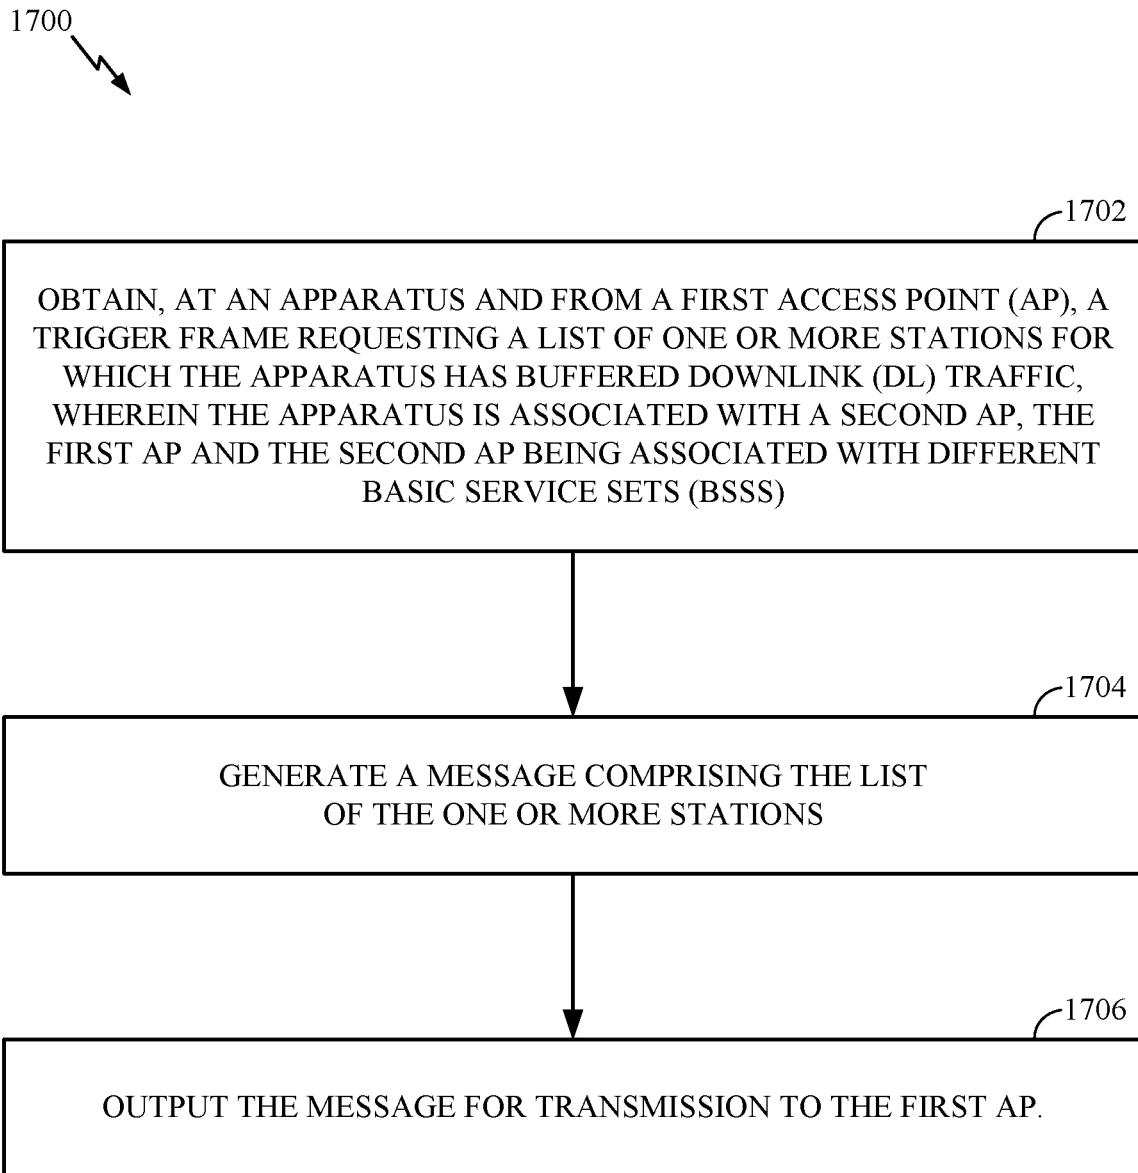 1700
1702
OBTAIN, AT AN APPARATUS AND FROM A FIRST ACCESS POINT (AP), A
TRIGGER FRAME REQUESTING A LIST OF ONE OR MORE STATIONS FOR
WHICH THE APPARATUS HAS BUFFERED DOWNLINK (DL) TRAFFIC,
WHEREIN THE APPARATUS IS ASSOCIATED WITH A SECOND AP, THE
FIRST AP AND THE SECOND AP BEING ASSOCIATED WITH DIFFERENT
BASIC SERVICE SETS (BSSS)
1704
GENERATE A MESSAGE COMPRISING THE LIST
OF THE ONE OR MORE STATIONS
1706
OUTPUT THE MESSAGE FOR TRANSMISSION TO THE FIRST AP.